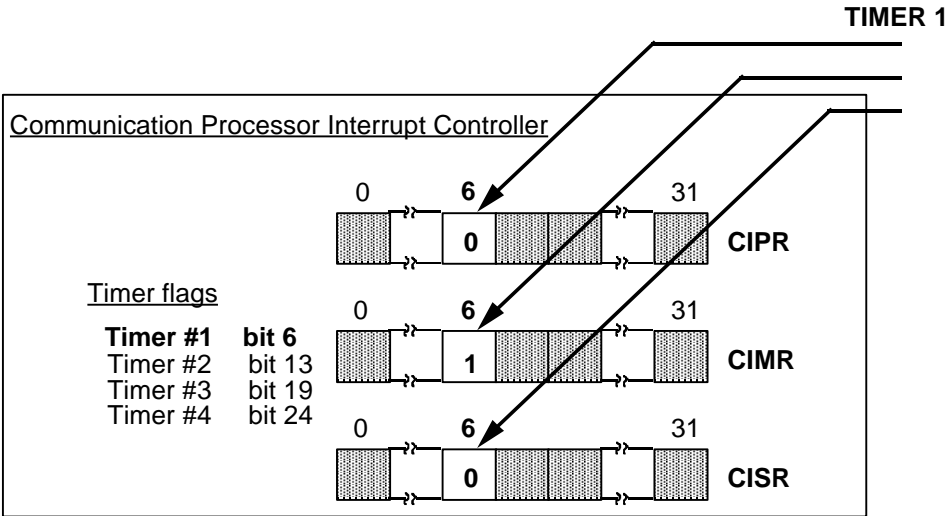 TIMER 1
Communication Processor Interrupt Controller
0 6 31
0 CIPR
Timer flags
0 6 31
Timer #1 bit 6
1 CIMR
Timer #2 bit 13
Timer #3 bit 19
Timer #4 bit 24
0 6 31
0 CISR